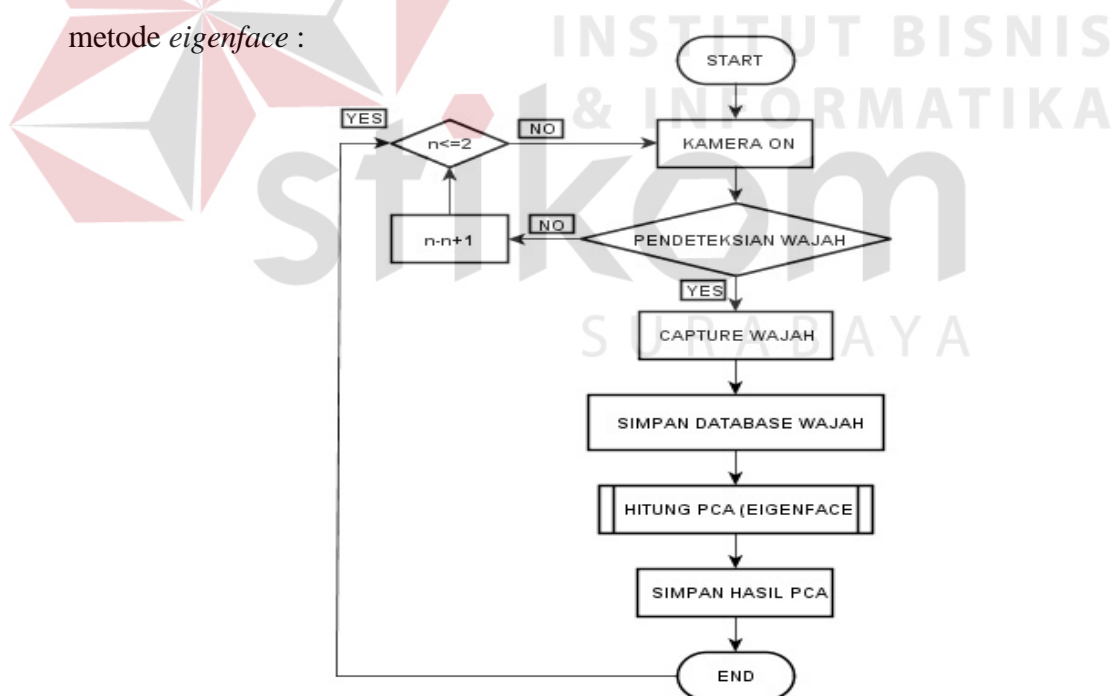 metode eigenface :
INSTITUT BISNIS
& INFORMATIKA
stikom
SURABAYA
START
KAMERA ON
YES
n<=2
NO
n-n+1
NO
PENDETEKSIAN WAJAH
YES
CAPTURE WAJAH
SIMPAN DATABASE WAJAH
HITUNG PCA (EIGENFACE
SIMPAN HASIL PCA
END